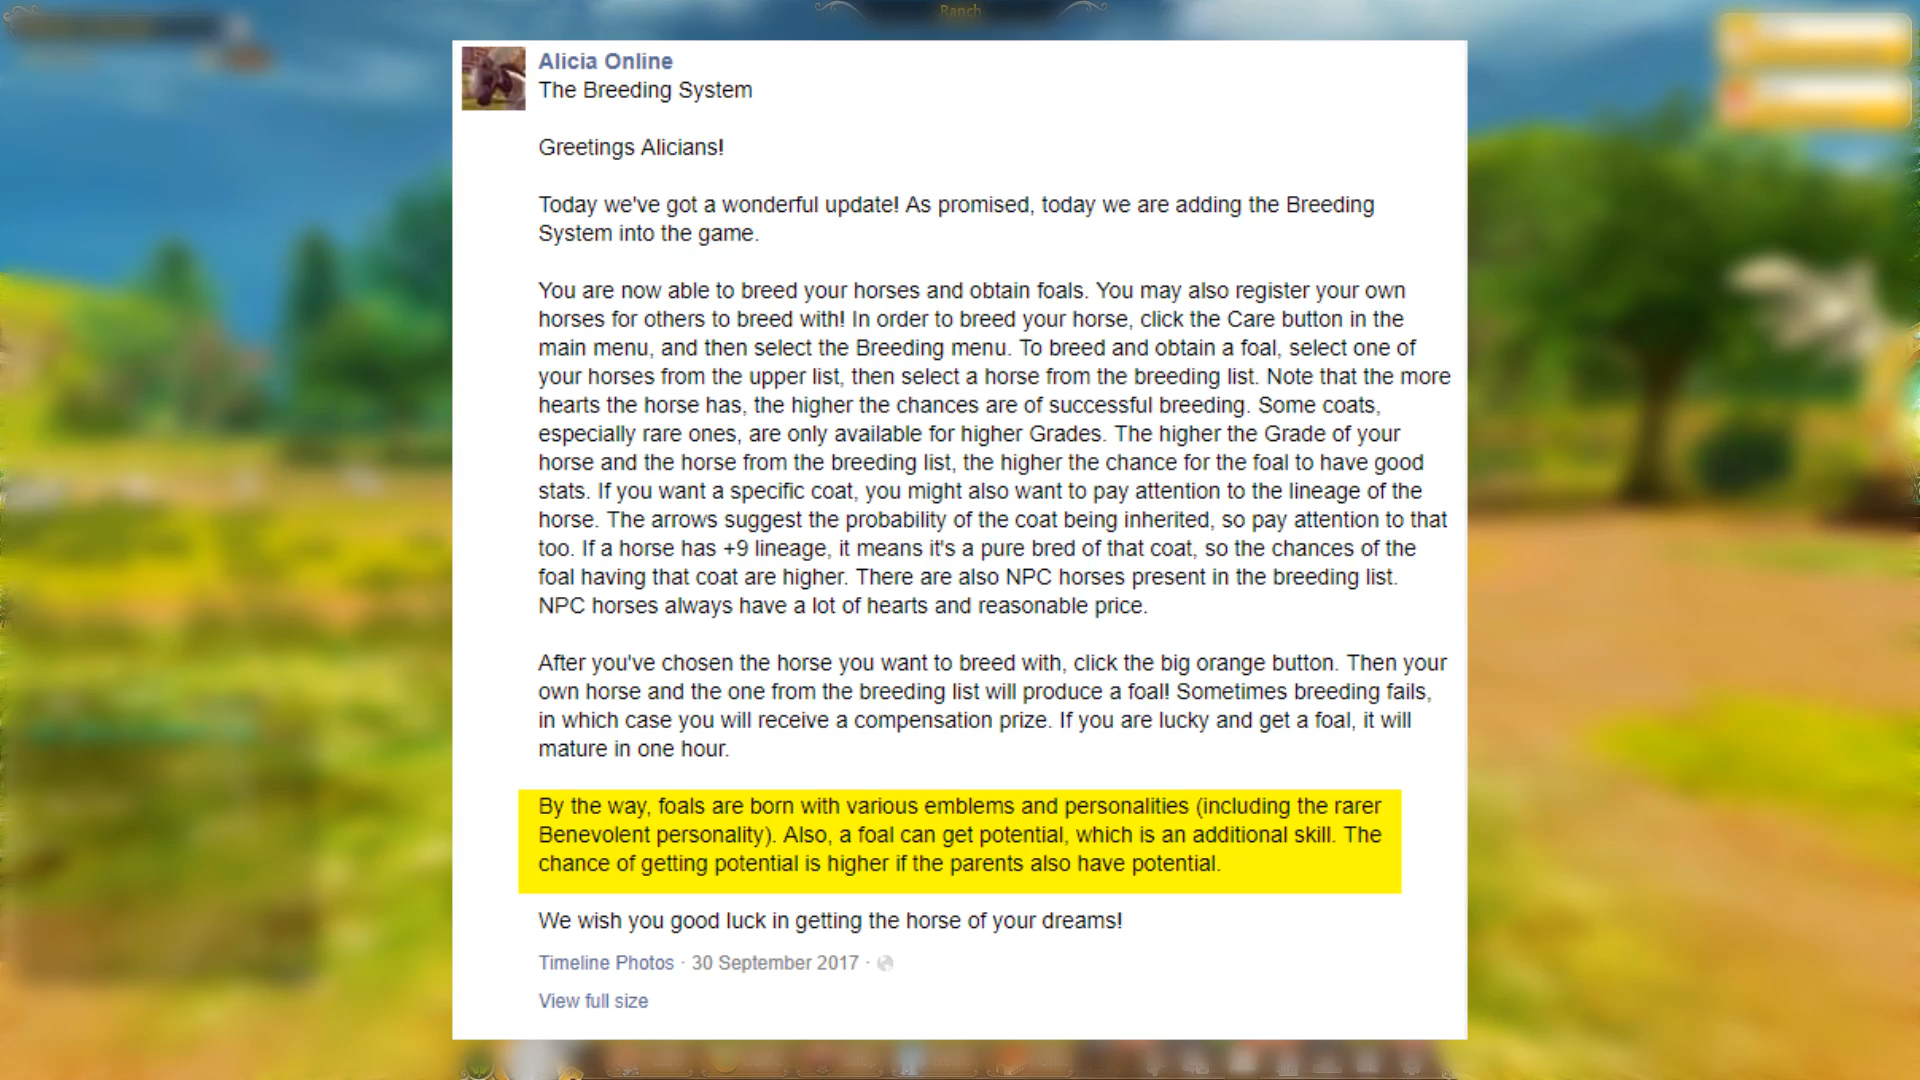 Ranch
Alicia Online
The Breeding System
Greetings Alicians!
Today we've got a wonderful update! As promised, today we are adding the Breeding
System into the game.
You are now able to breed your horses and obtain foals. You may also register your own
horses for others to breed with! In order to breed your horse, click the Care button in the
main menu, and then select the Breeding menu. To breed and obtain a foal, select one of
your horses from the upper list, then select a horse from the breeding list. Note that the more
hearts the horse has, the higher the chances are of successful breeding. Some coats,
especially rare ones, are only available for higher Grades. The higher the Grade of your
horse and the horse from the breeding list, the higher the chance for the foal to have good
stats. If you want a specific coat, you might also want to pay attention to the lineage of the
horse. The arrows suggest the probability of the coat being inherited, so pay attention to that
too. If a horse has +9 lineage, it means it's a pure bred of that coat, so the chances of the
foal having that coat are higher. There are also NPC horses present in the breeding list.
NPC horses always have a lot of hearts and reasonable price.
After you've chosen the horse you want to breed with, click the big orange button. Then your
own horse and the one from the breeding list will produce a foal! Sometimes breeding fails,
in which case you will receive a compensation prize. If you are lucky and get a foal, it will
mature in one hour.
By the way, foals are born with various emblems and personalities (including the rarer
Benevolent personality). Also, a foal can get potential, which is an additional skill. The
chance of getting potential is higher if the parents also have potential.
We wish you good luck in getting the horse of your dreams!
Timeline Photos · 30 September 2017 ·
View full size